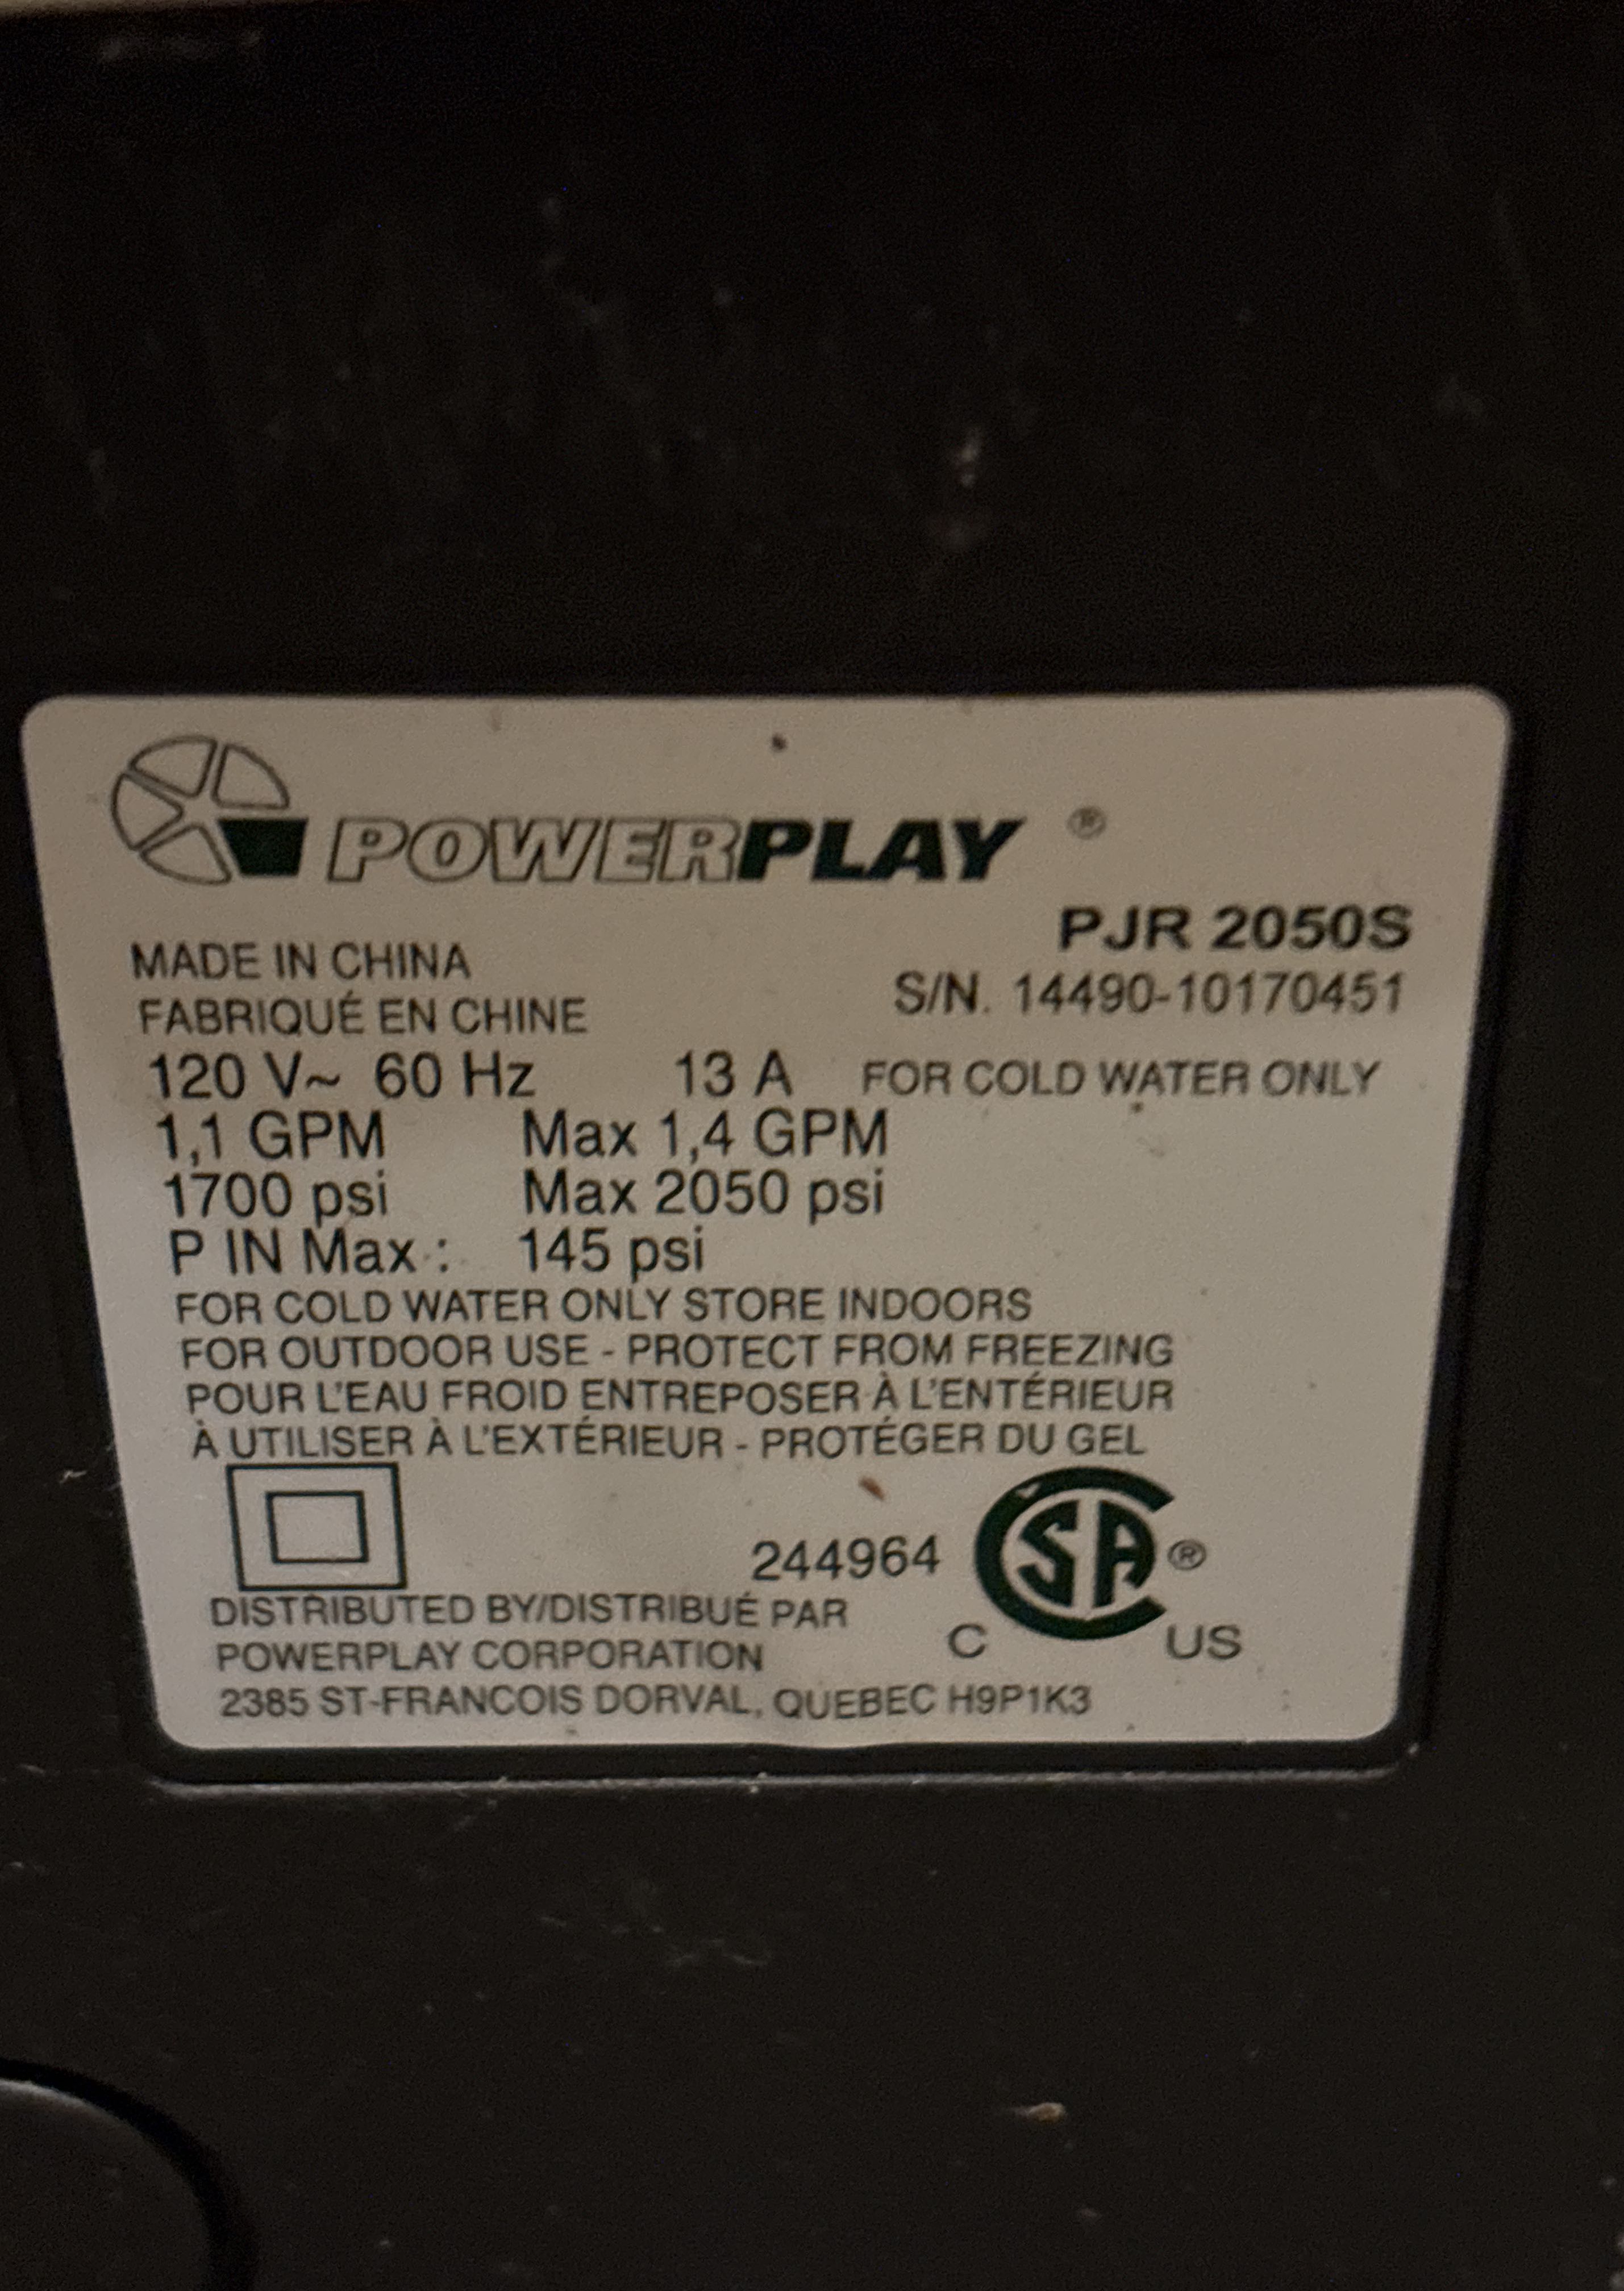 POWERPLAY ®
PJR 2050S
MADE IN CHINA
S/N. 14490-10170451
FABRIQUÉ EN CHINE
120 V~ 60 Hz 13 A FOR COLD WATER ONLY
1,1 GPM Max 1,4 GPM
1700 psi Max 2050 psi
P IN Max : 145 psi
FOR COLD WATER ONLY STORE INDOORS
FOR OUTDOOR USE - PROTECT FROM FREEZING
POUR L'EAU FROID ENTREPOSER À L'ENTÉRIEUR
À UTILISER À L'EXTÉRIEUR - PROTÉGER DU GEL
244964 CSA ®
C US
DISTRIBUTED BY/DISTRIBUÉ PAR
POWERPLAY CORPORATION
2385 ST-FRANCOIS DORVAL, QUEBEC H9P1K3